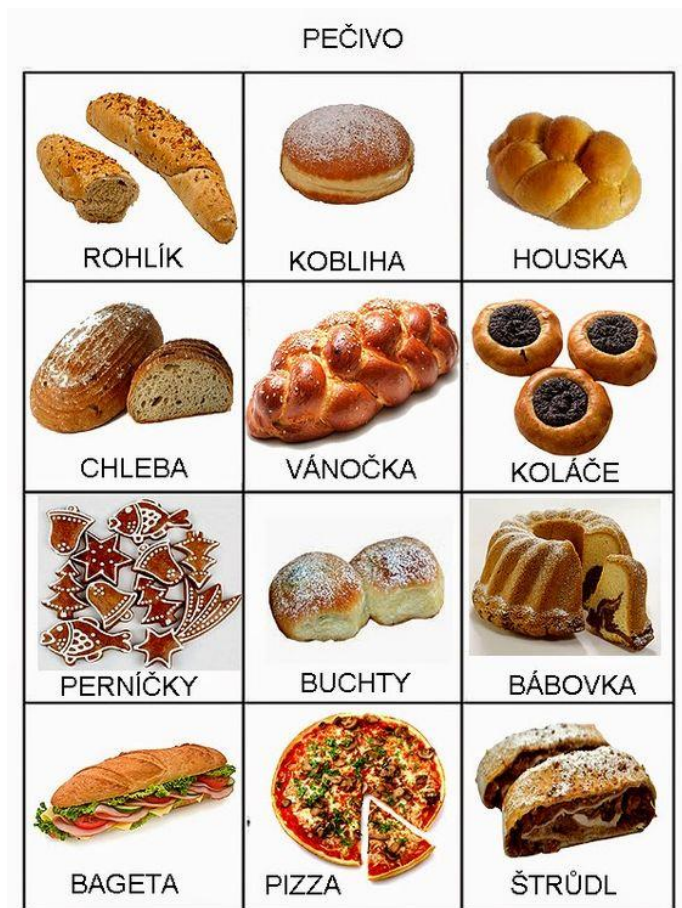 PEČIVO
ROHLÍK
KOBLIHA
HOUSKA
CHLEBA
VÁNOČKA
KOLÁČE
PERNÍČKY
BUCHTY
BÁBOVKA
BAGETA
PIZZA
ŠTRŮDL